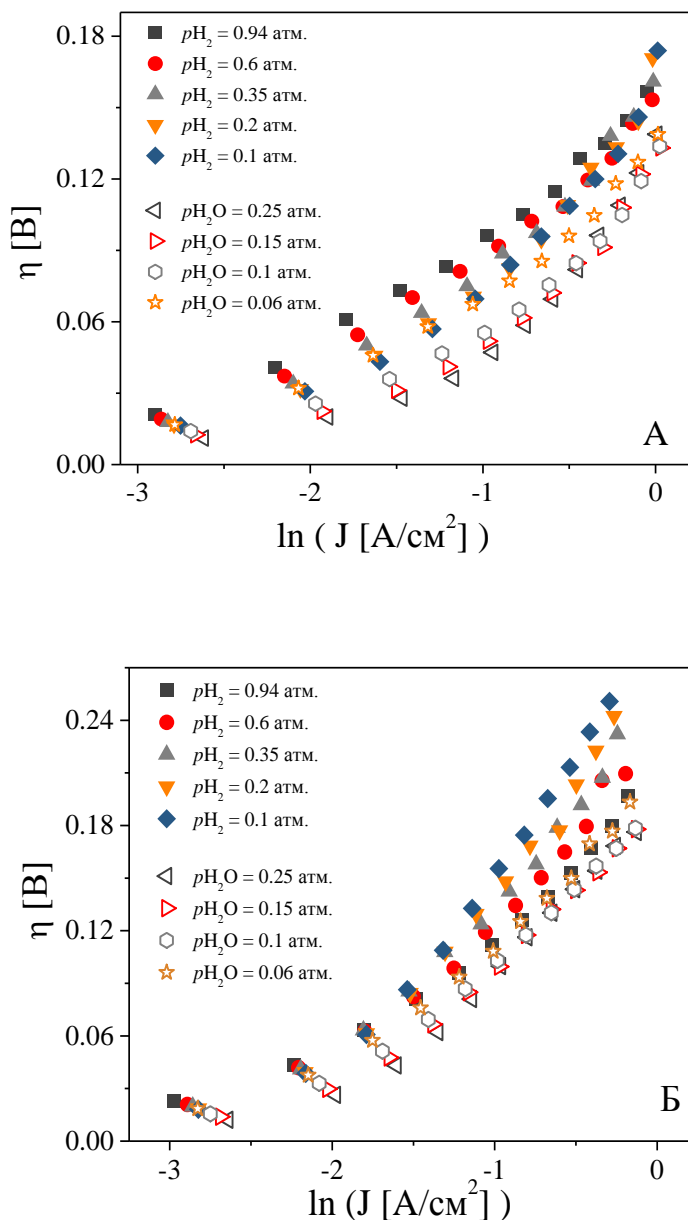 0.18
0.12
0.06
0.00
η [В]
pH₂ = 0.94 атм.
pH₂ = 0.6 атм.
pH₂ = 0.35 атм.
pH₂ = 0.2 атм.
pH₂ = 0.1 атм.
pH₂O = 0.25 атм.
pH₂O = 0.15 атм.
pH₂O = 0.1 атм.
pH₂O = 0.06 атм.
А
-3 -2 -1 0
ln ( J [А/см²] )
0.24
0.18
0.12
0.06
0.00
η [В]
pH₂ = 0.94 атм.
pH₂ = 0.6 атм.
pH₂ = 0.35 атм.
pH₂ = 0.2 атм.
pH₂ = 0.1 атм.
pH₂O = 0.25 атм.
pH₂O = 0.15 атм.
pH₂O = 0.1 атм.
pH₂O = 0.06 атм.
Б
-3 -2 -1 0
ln (J [А/см²] )